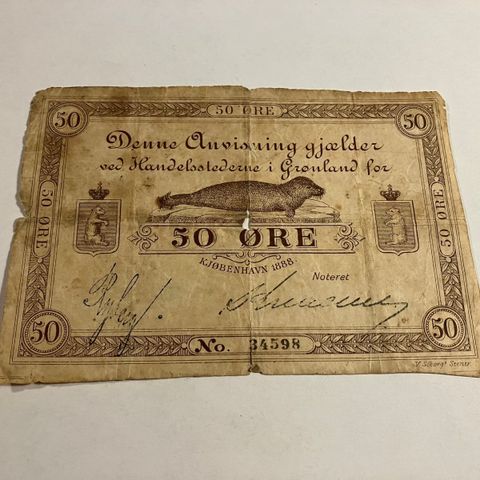 50 50 ØRE 50
Denne Anvisning gjælder
ved Handelsstederne i Grønland for
50 ØRE
50 ØRE
50 ØRE
KJØBENHAVN 1888.
Noteret
50 No. 34598 50